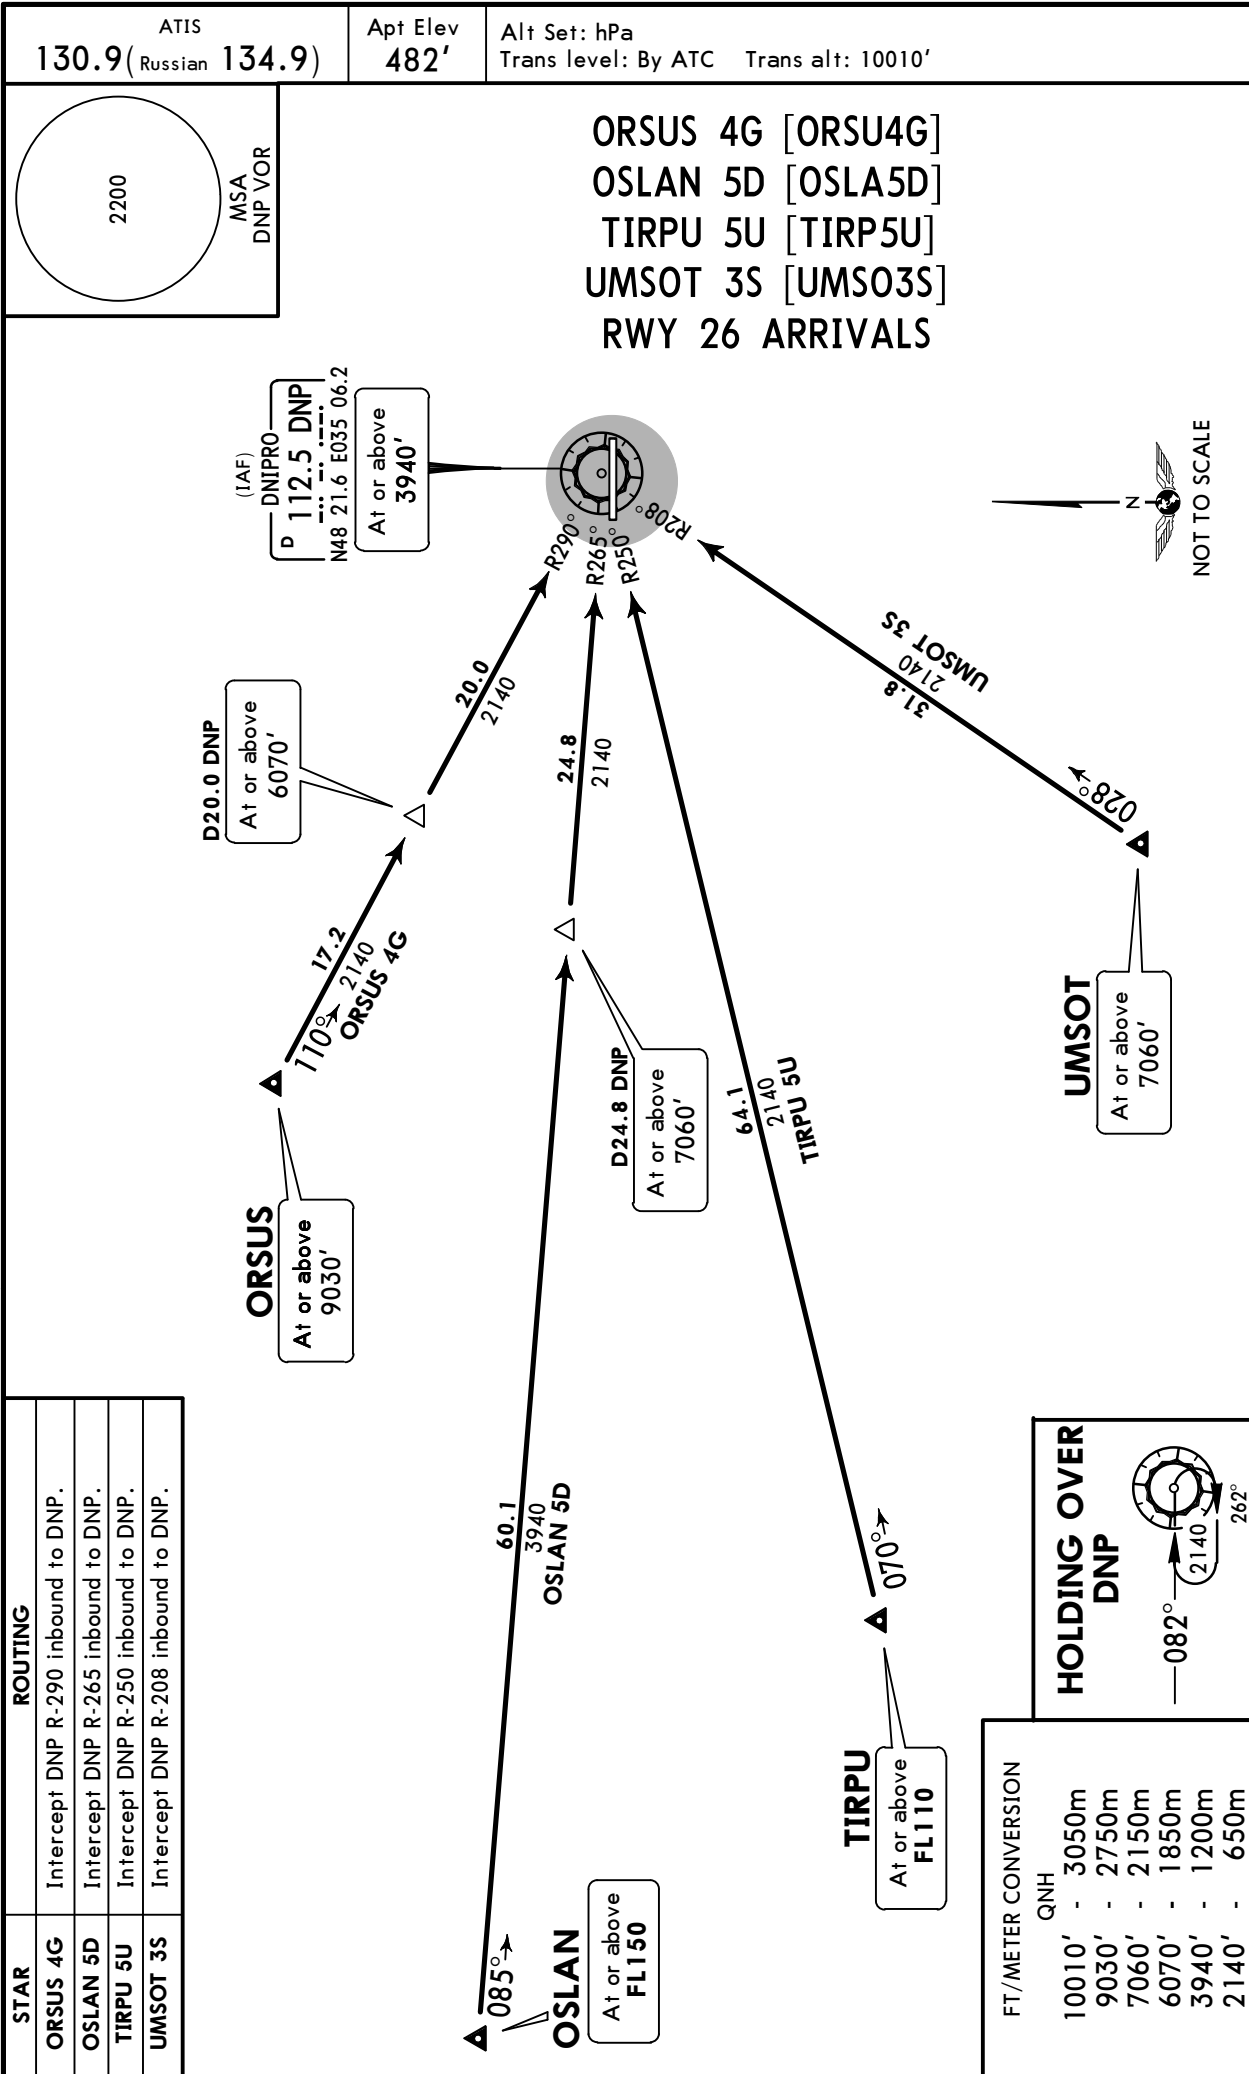 ATIS
130.9(Russian 134.9)
Apt Elev
482'
Alt Set: hPa
Trans level: By ATC Trans alt: 10010'
2200
MSA
DNP VOR
ORSUS 4G [ORSU4G]
OSLAN 5D [OSLA5D]
TIRPU 5U [TIRP5U]
UMSOT 3S [UMSO3S]
RWY 26 ARRIVALS
(IAF)
DNIPRO
D 112.5 DNP
N48 21.6 E035 06.2
At or above
3940'
R290°
R265°
R250°
R208°
N
NOT TO SCALE
D20.0 DNP
At or above
6070'
20.0
2140
24.8
2140
31.8
2140
UMSOT 3S
028°
17.2
2140
ORSUS 4G
110°
ORSUS
At or above
9030'
D24.8 DNP
At or above
7060'
64.1
2140
TIRPU 5U
UMSOT
At or above
7060'
60.1
3940
OSLAN 5D
070°
TIRPU
At or above
FL110
085°
OSLAN
At or above
FL150
STAR ROUTING
ORSUS 4G Intercept DNP R-290 inbound to DNP.
OSLAN 5D Intercept DNP R-265 inbound to DNP.
TIRPU 5U Intercept DNP R-250 inbound to DNP.
UMSOT 3S Intercept DNP R-208 inbound to DNP.
HOLDING OVER
DNP
082°
2140
262°
FT/METER CONVERSION
QNH
10010' - 3050m
9030' - 2750m
7060' - 2150m
6070' - 1850m
3940' - 1200m
2140' - 650m